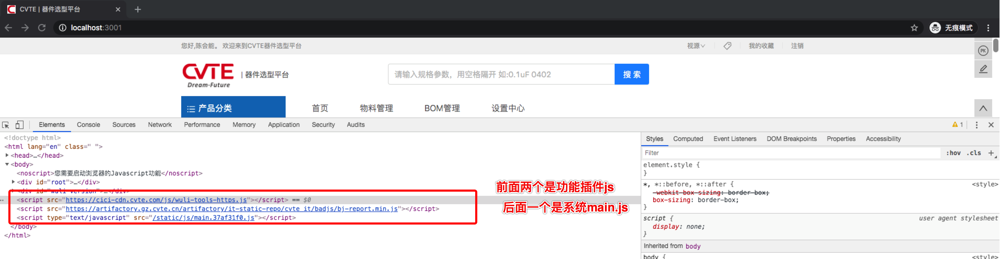 CVTE | 器件选型平台
localhost:3001
无痕模式
您好,陈会能。 欢迎来到CVTE器件选型平台
视源
我的收藏
注销
PK
CVTE
Dream·Future
| 器件选型平台
请输入规格参数，用空格隔开 如:0.1uF 0402
搜 索
产品分类
首页
物料管理
BOM管理
设置中心
Elements Console Sources Network Performance Memory Application Security Audits
1
<!doctype html>
<html lang="en" class=" ">
<head>…</head>
<body>
<noscript>您需要启动浏览器的Javascript功能</noscript>
<div id="root">…</div>
<div id="wuli-version">…</div>
<script src="https://cici-cdn.cvte.com/js/wuli-tools-https.js"></script> == $0
<script src="https://artifactory.gz.cvte.cn/artifactory/it-static-repo/cvte_it/badjs/bj-report.min.js"></script>
<script type="text/javascript" src="/static/js/main.37af31f0.js"></script>
</body>
</html>
前面两个是功能插件js
后面一个是系统main.js
Styles Computed Event Listeners DOM Breakpoints Properties Accessibility
Filter
:hov .cls +
element.style {
}
*, *::before, *::after {
<style>
-webkit-box-sizing: border-box;
box-sizing: border-box;
}
script {
user agent stylesheet
display: none;
}
Inherited from body
body {
<style>